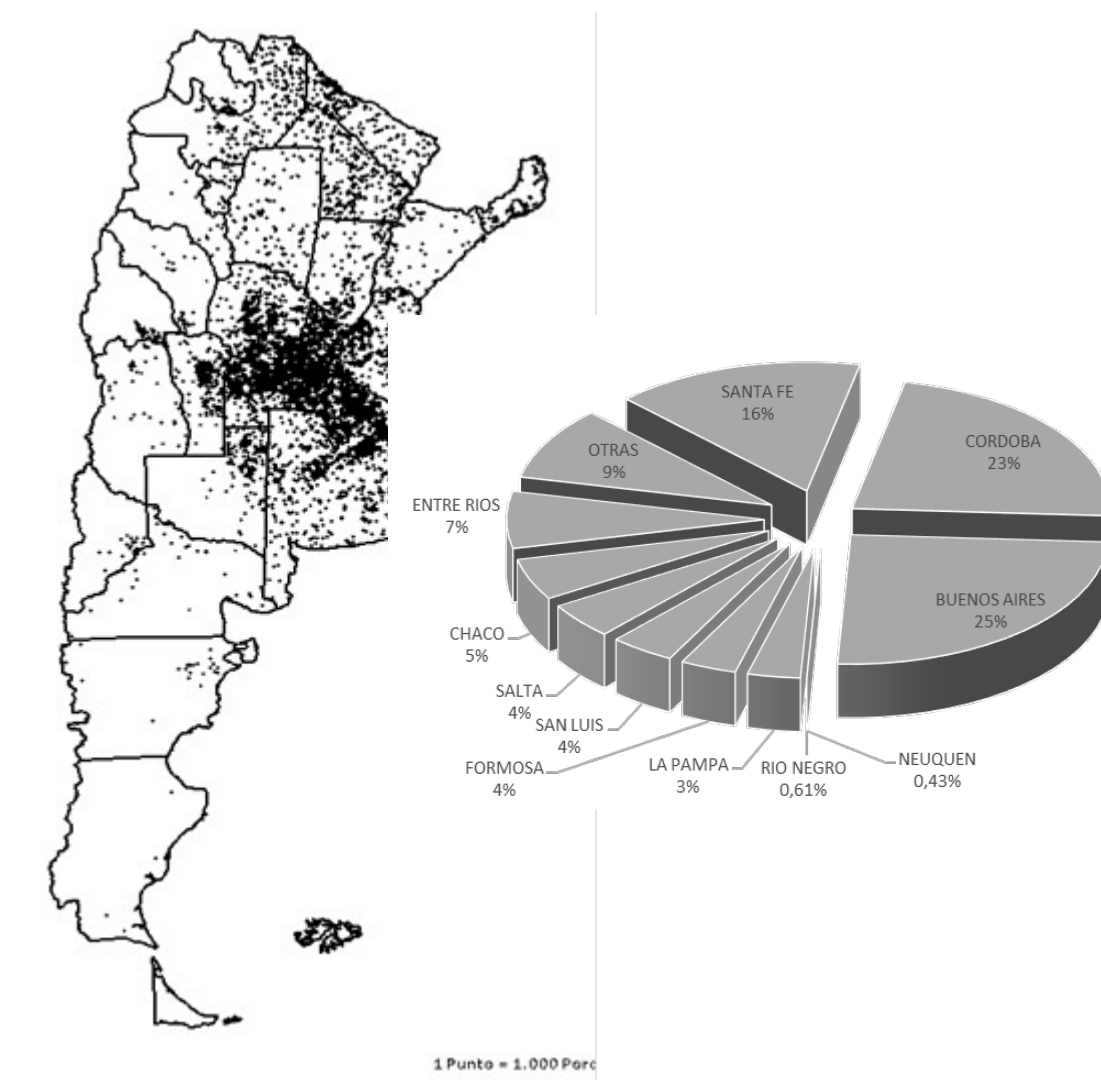 SANTA FE
16%
CORDOBA
23%
OTRAS
9%
ENTRE RIOS
7%
BUENOS AIRES
25%
CHACO
5%
SALTA
4%
SAN LUIS
4%
FORMOSA
4%
LA PAMPA
3%
RIO NEGRO
0,61%
NEUQUEN
0,43%
1 Punto = 1.000 Porc